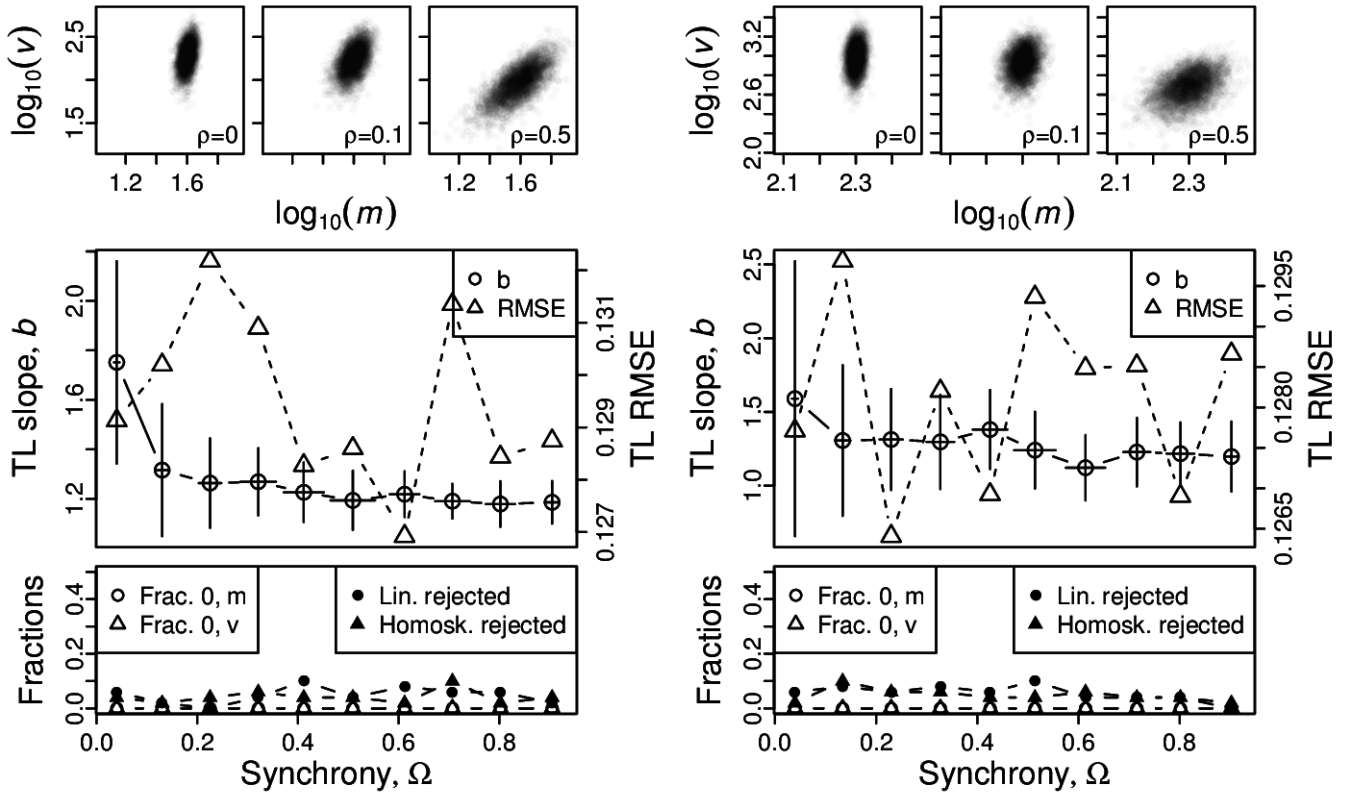 log10(v)
2.5
1.5
ρ=0
ρ=0.1
ρ=0.5
1.2 1.6
1.2 1.6
log10(m)
log10(v)
3.2
2.6
2.0
ρ=0
ρ=0.1
ρ=0.5
2.1 2.3
2.1 2.3
log10(m)
TL slope, b
2.0
1.6
1.2
b
RMSE
0.131
0.129
0.127
TL RMSE
TL slope, b
2.5
2.0
1.5
1.0
b
RMSE
0.1295
0.1280
0.1265
TL RMSE
Fractions
0.4
0.2
0.0
Frac. 0, m
Frac. 0, v
Lin. rejected
Homosk. rejected
0.0 0.2 0.4 0.6 0.8
Synchrony, Ω
Fractions
0.4
0.2
0.0
Frac. 0, m
Frac. 0, v
Lin. rejected
Homosk. rejected
0.0 0.2 0.4 0.6 0.8
Synchrony, Ω